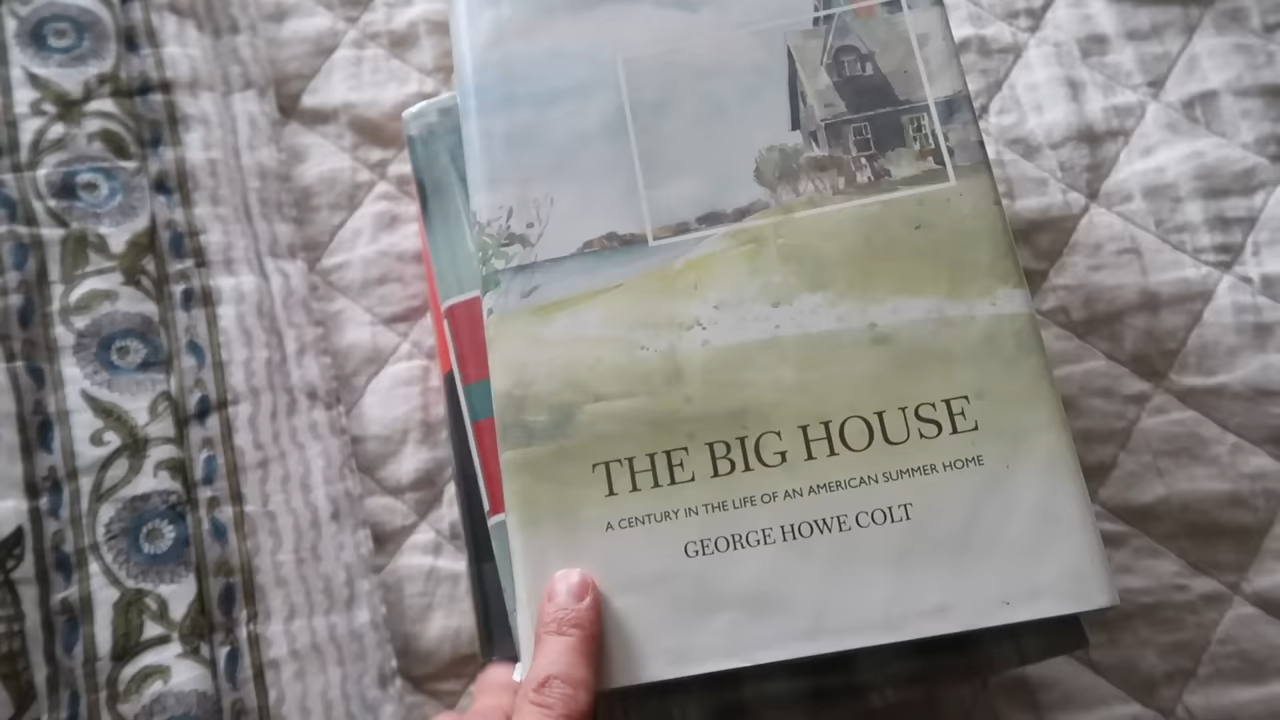 THE BIG HOUSE
A CENTURY IN THE LIFE OF AN AMERICAN SUMMER HOME
GEORGE HOWE COLT